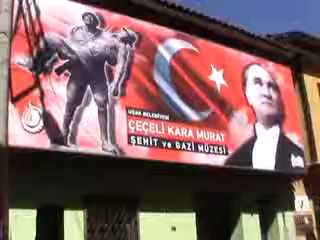 UŞAK BELEDİYESİ
ÇEÇELİ KARA MURAT
ŞEHİT ve GAZİ MÜZESİ